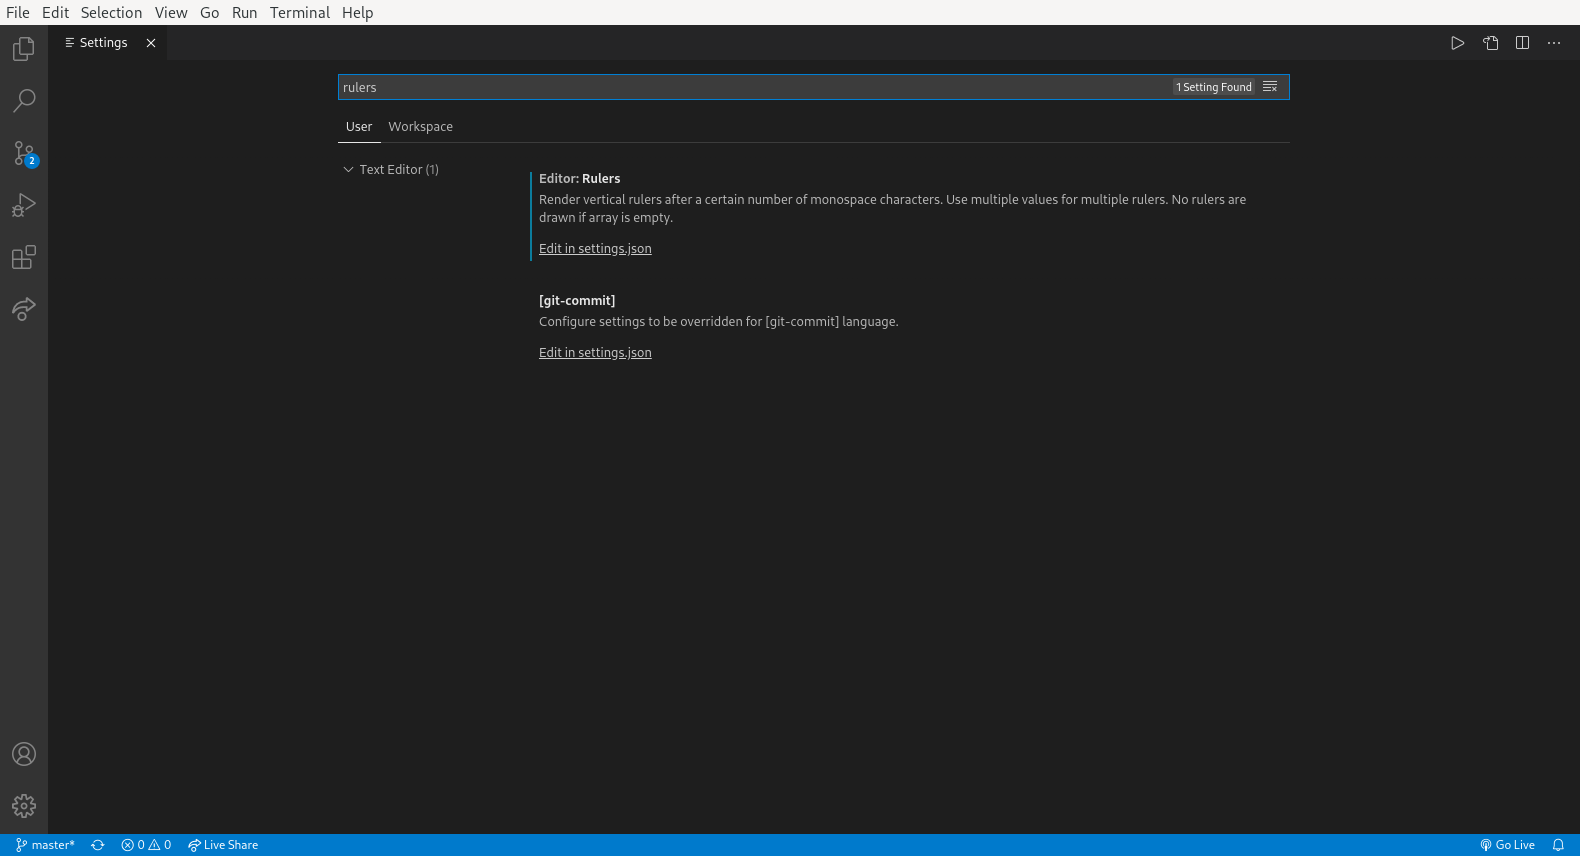 File Edit Selection View Go Run Terminal Help
Settings
rulers
1 Setting Found
User Workspace
Text Editor (1)
Editor: Rulers
Render vertical rulers after a certain number of monospace characters. Use multiple values for multiple rulers. No rulers are
drawn if array is empty.
Edit in settings.json
[git-commit]
Configure settings to be overridden for [git-commit] language.
Edit in settings.json
2
master* 0 0 Live Share Go Live